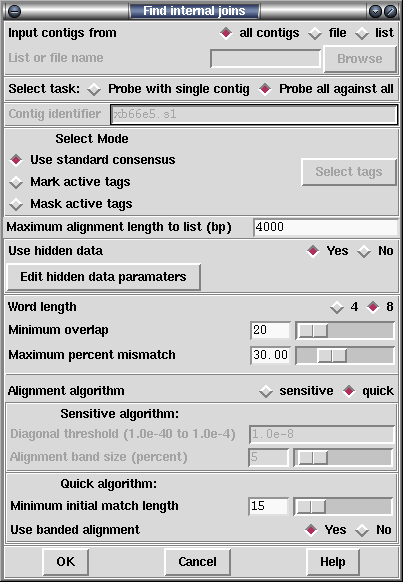 Find internal joins
Input contigs from all contigs file list
List or file name Browse
Select task: Probe with single contig Probe all against all
Contig identifier xb66e5.s1
Select Mode
Use standard consensus
Mark active tags
Select tags
Mask active tags
Maximum alignment length to list (bp) 4000
Use hidden data Yes No
Edit hidden data paramaters
Word length 4 8
Minimum overlap 20
Maximum percent mismatch 30.00
Alignment algorithm sensitive quick
Sensitive algorithm:
Diagonal threshold (1.0e-40 to 1.0e-4) 1.0e-8
Alignment band size (percent) 5
Quick algorithm:
Minimum initial match length 15
Use banded alignment Yes No
OK Cancel Help